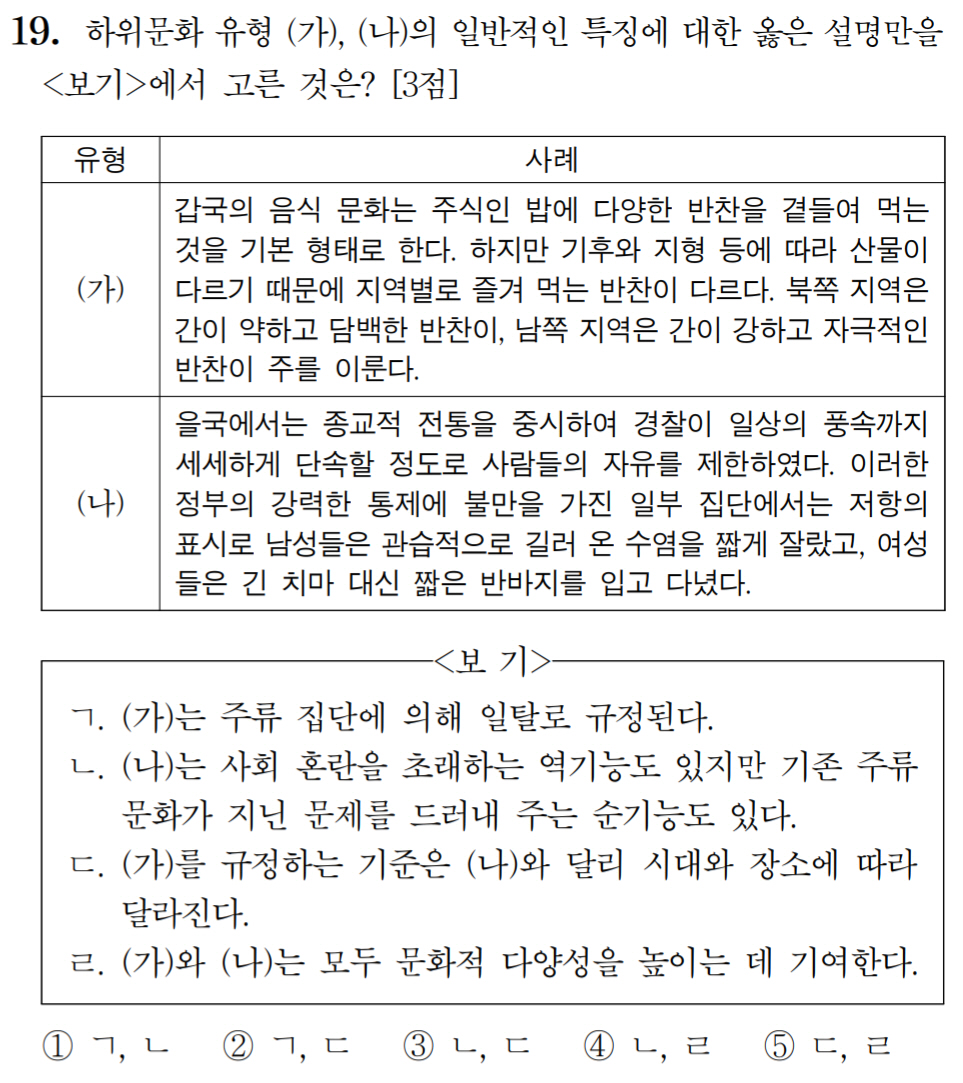 19. 하위문화 유형 (가), (나)의 일반적인 특징에 대한 옳은 설명만을
<보기>에서 고른 것은? [3점]
유형
사례
(가)
갑국의 음식 문화는 주식인 밥에 다양한 반찬을 곁들여 먹는
것을 기본 형태로 한다. 하지만 기후와 지형 등에 따라 산물이
다르기 때문에 지역별로 즐겨 먹는 반찬이 다르다. 북쪽 지역은
간이 약하고 담백한 반찬이, 남쪽 지역은 간이 강하고 자극적인
반찬이 주를 이룬다.
(나)
을국에서는 종교적 전통을 중시하여 경찰이 일상의 풍속까지
세세하게 단속할 정도로 사람들의 자유를 제한하였다. 이러한
정부의 강력한 통제에 불만을 가진 일부 집단에서는 저항의
표시로 남성들은 관습적으로 길러 온 수염을 짧게 잘랐고, 여성
들은 긴 치마 대신 짧은 반바지를 입고 다녔다.
<보 기>
ㄱ. (가)는 주류 집단에 의해 일탈로 규정된다.
ㄴ. (나)는 사회 혼란을 초래하는 역기능도 있지만 기존 주류
문화가 지닌 문제를 드러내 주는 순기능도 있다.
ㄷ. (가)를 규정하는 기준은 (나)와 달리 시대와 장소에 따라
달라진다.
ㄹ. (가)와 (나)는 모두 문화적 다양성을 높이는 데 기여한다.
① ㄱ, ㄴ ② ㄱ, ㄷ ③ ㄴ, ㄷ ④ ㄴ, ㄹ ⑤ ㄷ, ㄹ